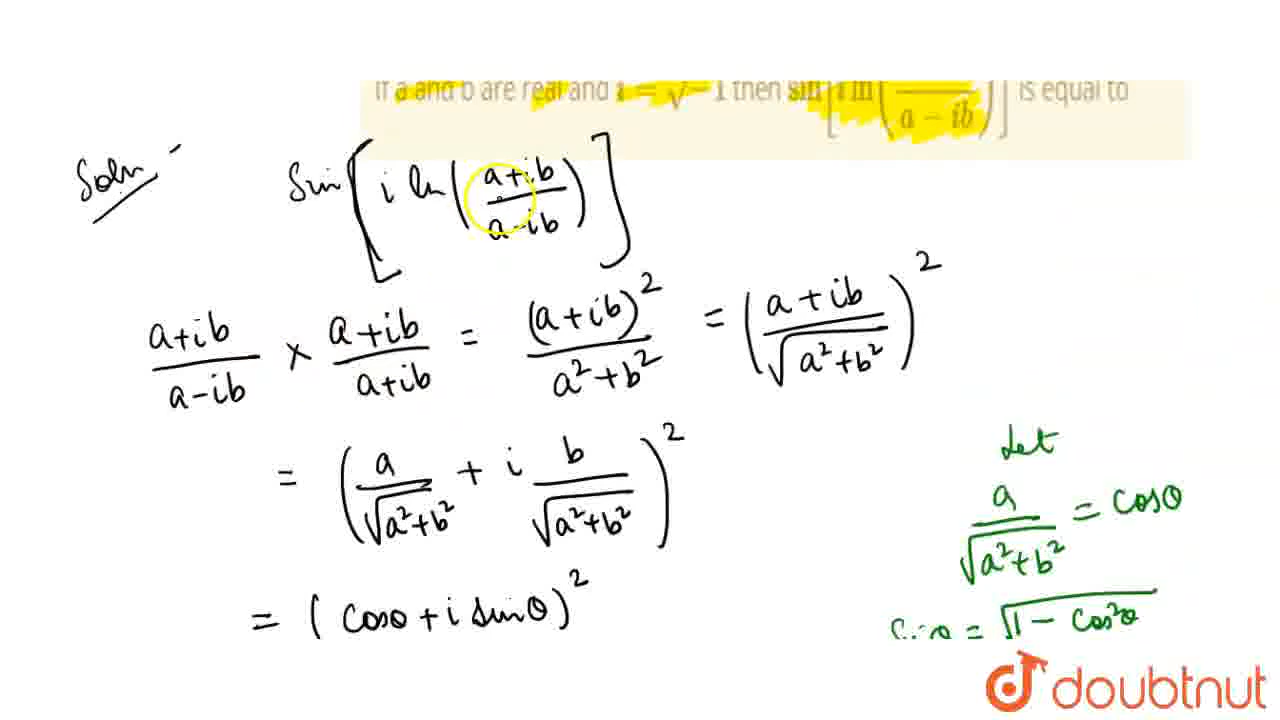 If a and b are real and i = √−1 then sin[i ln(/(a − ib))] is equal to
Soln -
Sin[i ln((a+ib)/(a-ib))]
(a+ib)/(a-ib) × (a+ib)/(a+ib) = (a+ib)²/(a²+b²) = ((a+ib)/√(a²+b²))²
= (a/√(a²+b²) + i b/√(a²+b²))²
= (cosθ + i sinθ)²
Let
a/√(a²+b²) = cosθ
Sinθ = √(1 - cos²θ)
doubtnut